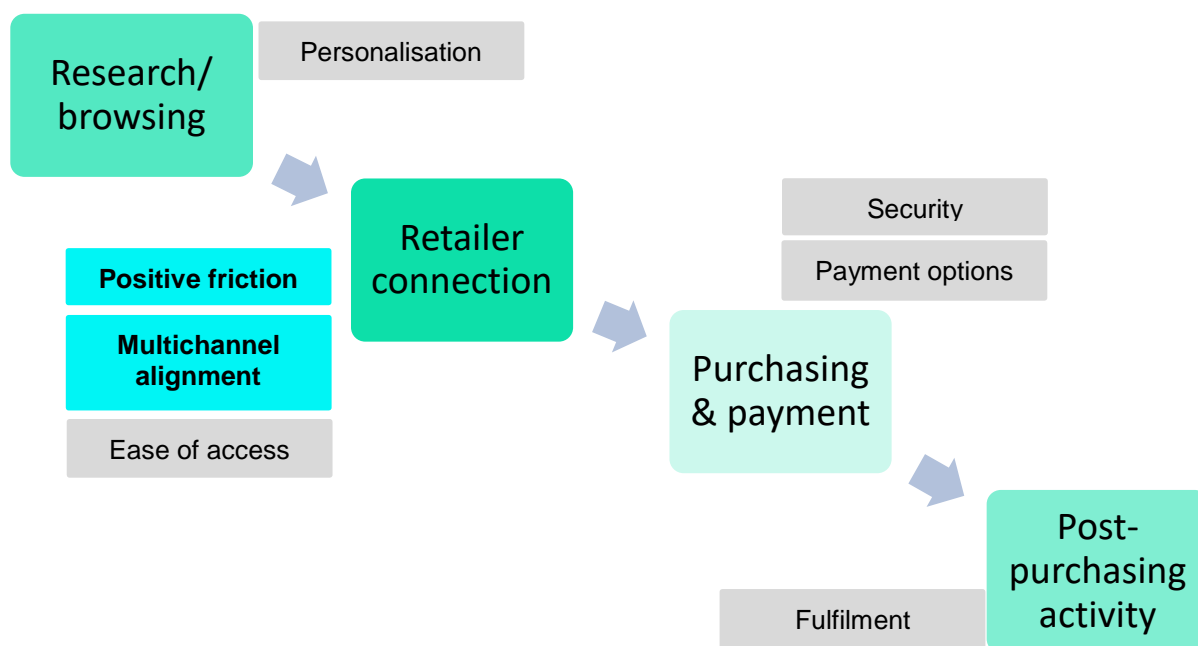 Research/
browsing
Personalisation
Retailer
connection
Positive friction
Multichannel
alignment
Ease of access
Security
Payment options
Purchasing
& payment
Post-
purchasing
activity
Fulfilment